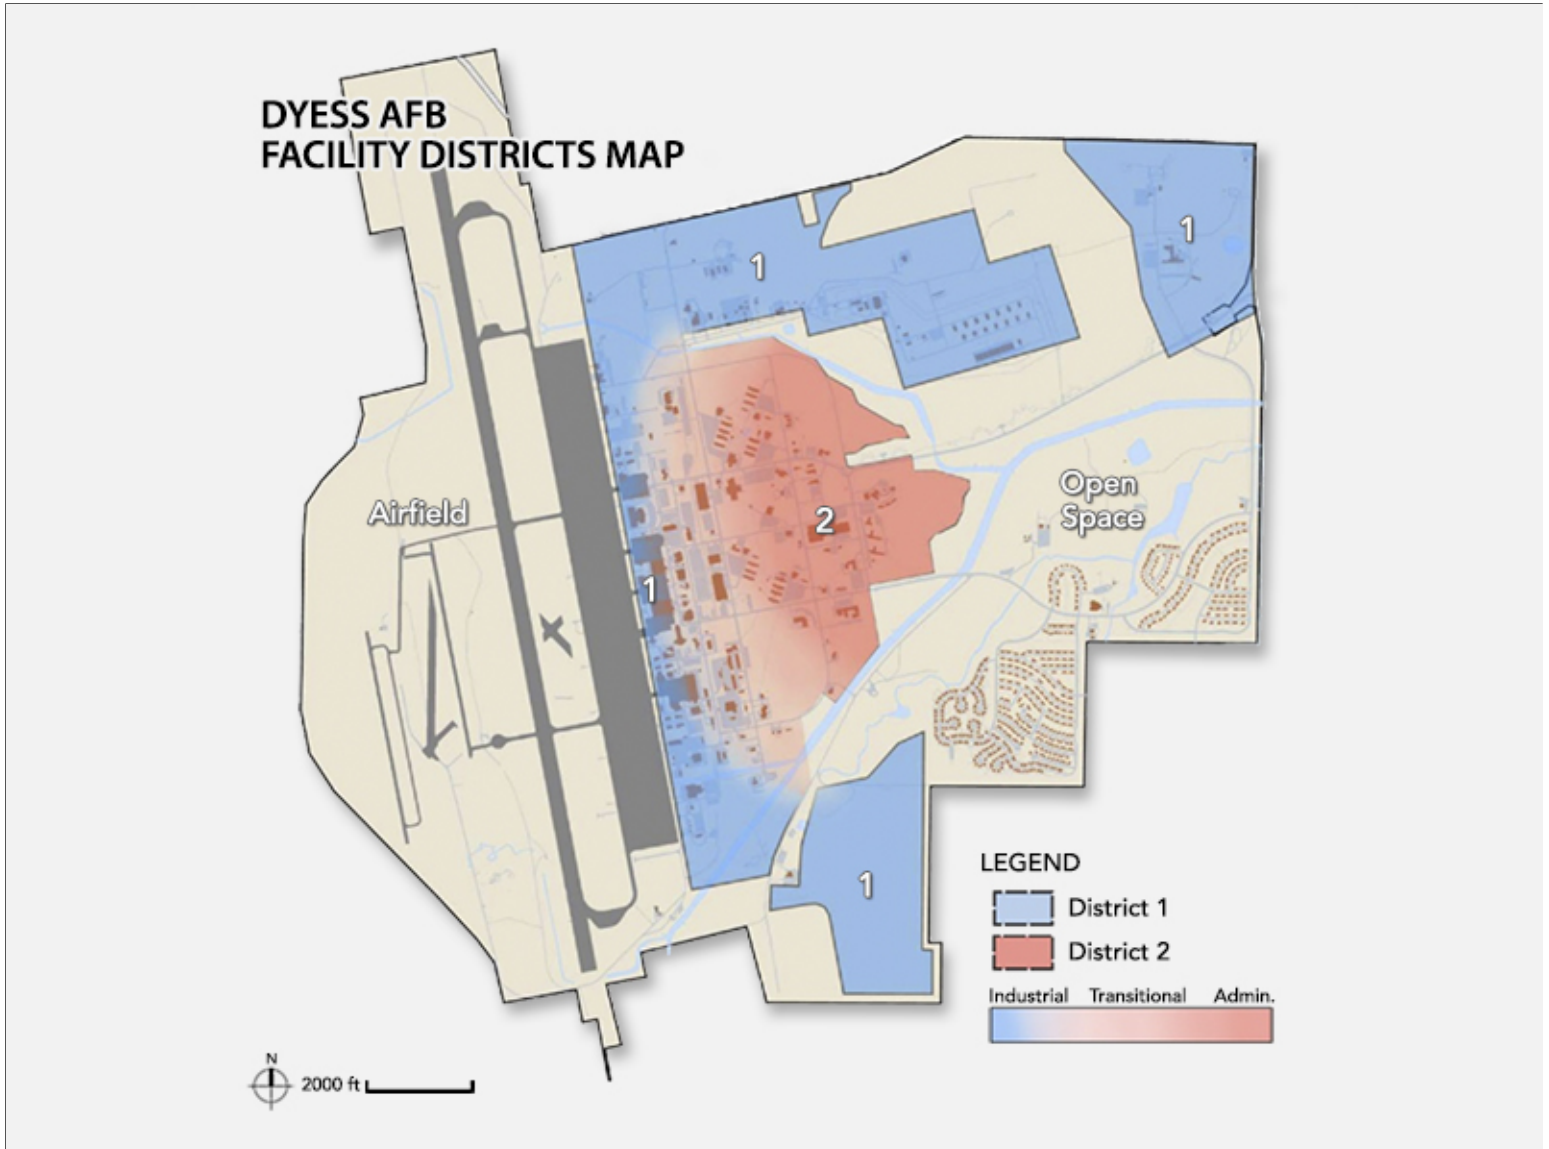 DYESS AFB
FACILITY DISTRICTS MAP
1
1
Airfield
Open
Space
2
1
1
LEGEND
District 1
District 2
Industrial Transitional Admin.
N
2000 ft